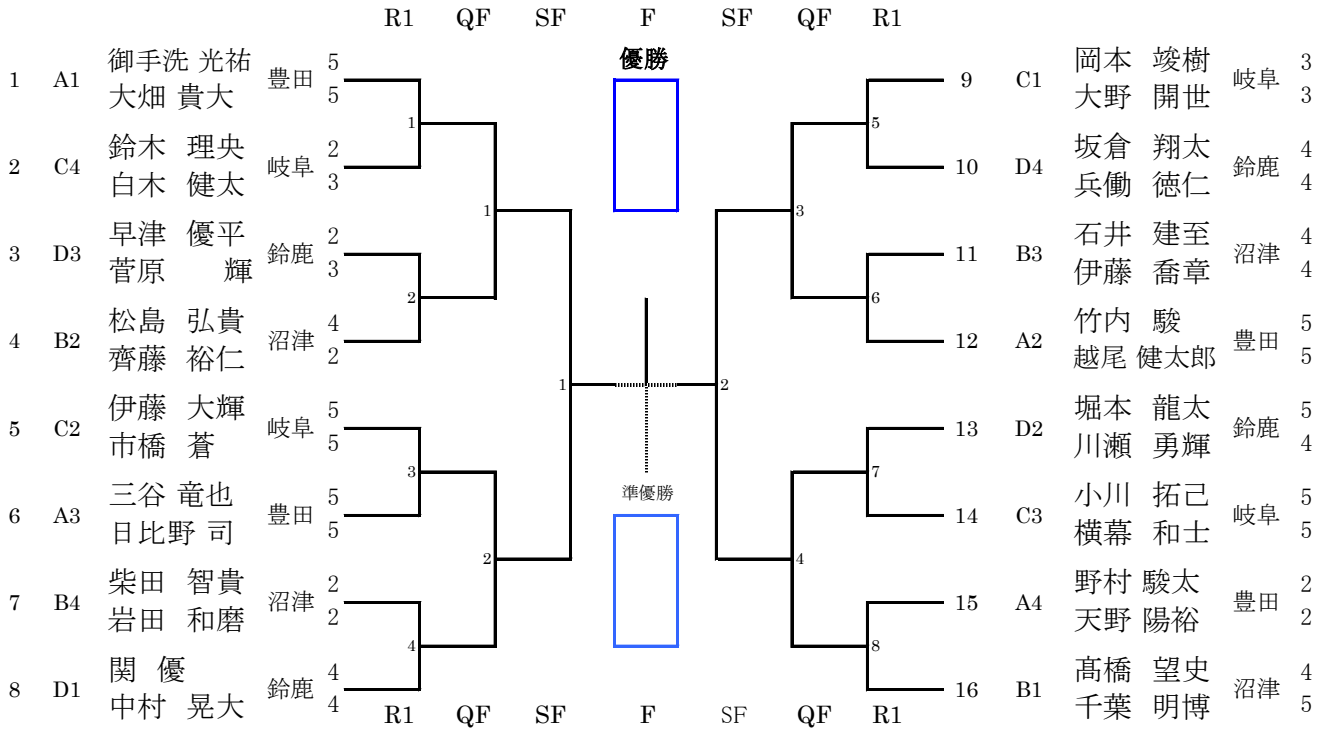 R1 QF SF F SF QF R1
優勝
1 A1 御手洗 光祐 豊田 5
大畑 貴大 5
2 C4 鈴木 理央 岐阜 2
白木 健太 3
3 D3 早津 優平 鈴鹿 2
菅原 輝 3
4 B2 松島 弘貴 沼津 4
齊藤 裕仁 2
5 C2 伊藤 大輝 岐阜 5
市橋 蒼 5
6 A3 三谷 竜也 豊田 5
日比野 司 5
7 B4 柴田 智貴 沼津 2
岩田 和磨 2
8 D1 関 優 鈴鹿 4
中村 晃大 4
1
2
3
4
1
2
1
準優勝
2
3
4
5
6
7
8
9 C1 岡本 竣樹 岐阜 3
大野 開世 3
10 D4 坂倉 翔太 鈴鹿 4
兵働 徳仁 4
11 B3 石井 建至 沼津 4
伊藤 喬章 4
12 A2 竹内 駿 豊田 5
越尾 健太郎 5
13 D2 堀本 龍太 鈴鹿 5
川瀬 勇輝 4
14 C3 小川 拓己 岐阜 5
横幕 和士 5
15 A4 野村 駿太 豊田 2
天野 陽裕 2
16 B1 髙橋 望史 沼津 4
千葉 明博 5
R1 QF SF F SF QF R1